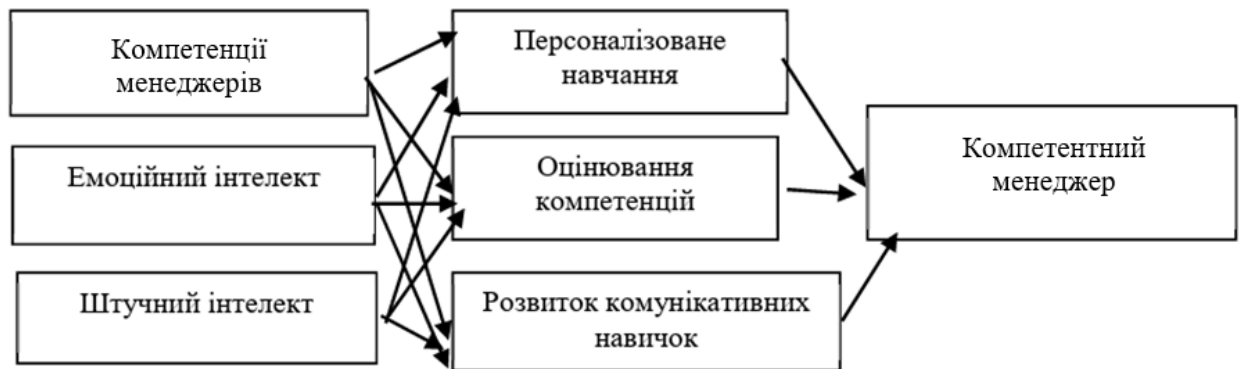 Компетенції
менеджерів
Емоційний інтелект
Штучний інтелект
Персоналізоване
навчання
Оцінювання
компетенцій
Розвиток комунікативних
навичок
Компетентний
менеджер